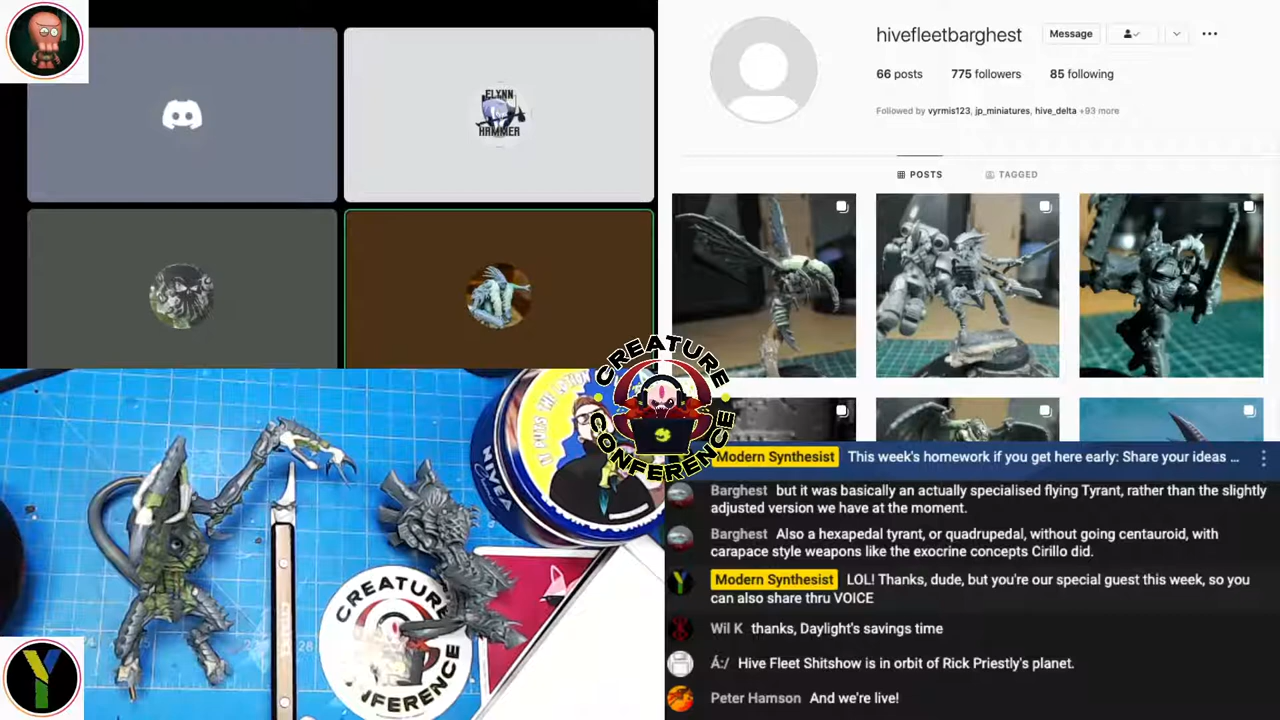 FLYNN
HAMMER
hivefleetbarghest
Message
66 posts
775 followers
85 following
Followed by vyrmis123, jp_miniatures, hive_delta +93 more
POSTS
TAGGED
CREATURE
CONFERENCE
NIVEA
Creme
CREATURE
CONFERENCE
28
Modern Synthesist This week's homework if you get here early: Share your ideas ...
Barghest but it was basically an actually specialised flying Tyrant, rather than the slightly
adjusted version we have at the moment.
Barghest Also a hexapedal tyrant, or quadrupedal, without going centauroid, with
carapace style weapons like the exocrine concepts Cirillo did.
Modern Synthesist LOL! Thanks, dude, but you're our special guest this week, so you
can also share thru VOICE
Wil K thanks, Daylight's savings time
Á:/ Hive Fleet Shitshow is in orbit of Rick Priestly's planet.
Peter Hamson And we're live!
Y